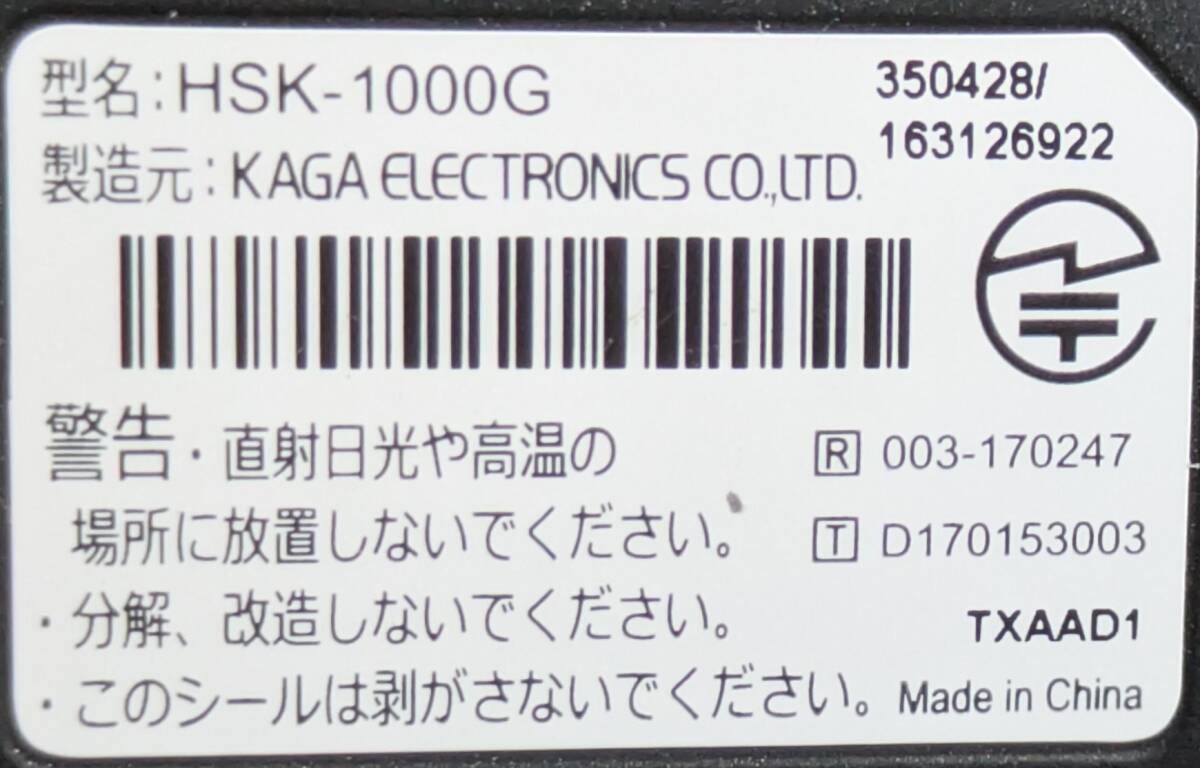 型名:HSK-1000G
350428/
163126922
製造元:KAGA ELECTRONICS CO.,LTD.
警告・直射日光や高温の
場所に放置しないでください。
・分解、改造しないでください。
・このシールは剥がさないでください。
R 003-170247
T D170153003
TXAAD1
Made in China